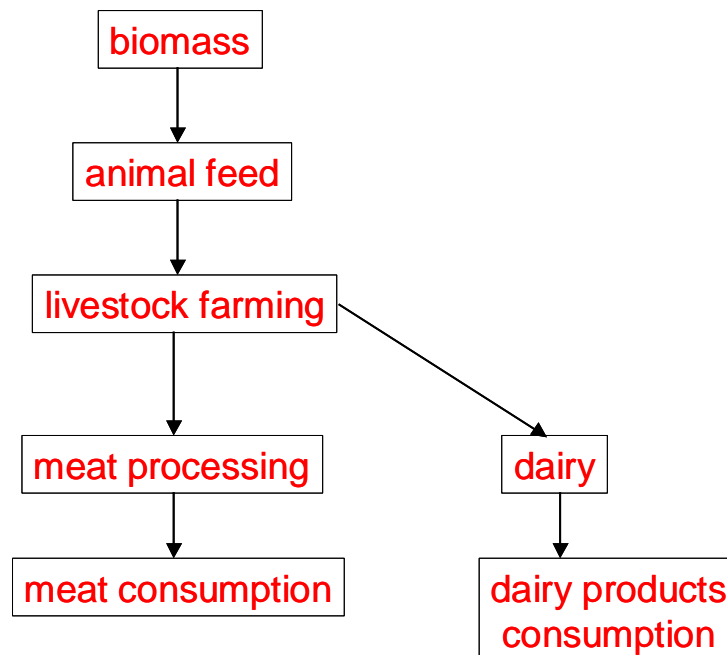 biomass
animal feed
livestock farming
meat processing
dairy
meat consumption
dairy products
consumption